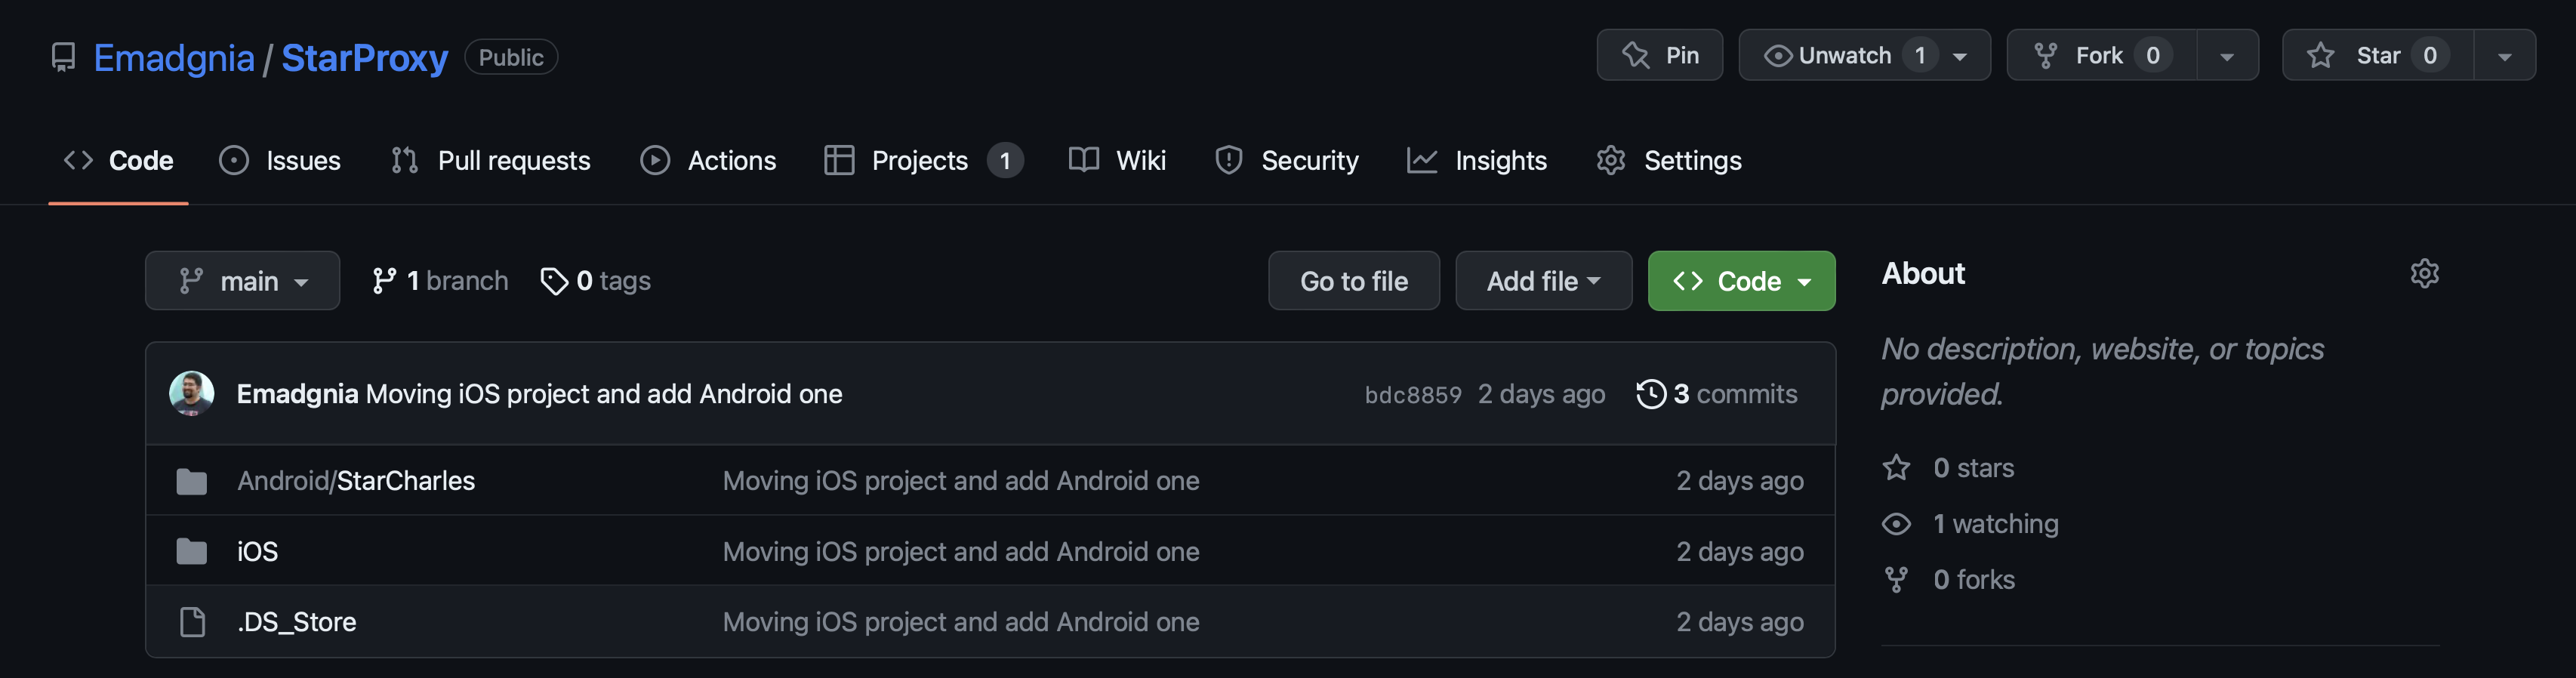 Emadgnia / StarProxy Public
Pin Unwatch 1 Fork 0 Star 0
Code Issues Pull requests Actions Projects 1 Wiki Security Insights Settings
main 1 branch 0 tags Go to file Add file Code
About
No description, website, or topics
provided.
Emadgnia Moving iOS project and add Android one bdc8859 2 days ago 3 commits
Android/StarCharles Moving iOS project and add Android one 2 days ago
iOS Moving iOS project and add Android one 2 days ago
.DS_Store Moving iOS project and add Android one 2 days ago
0 stars
1 watching
0 forks